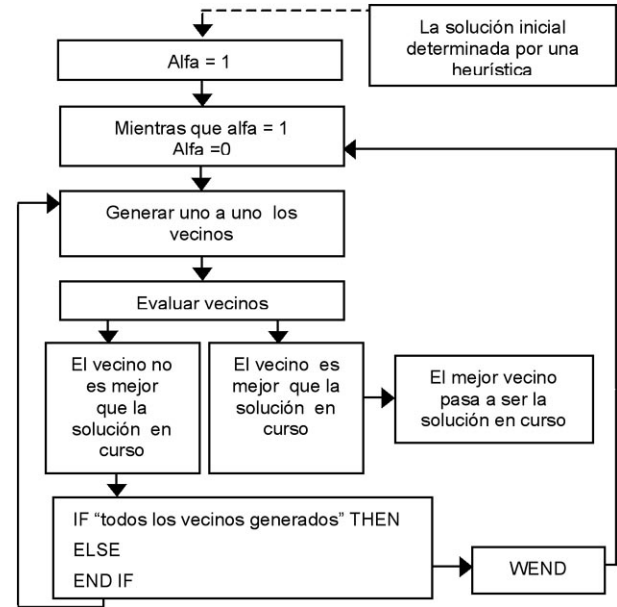 La solución inicial
determinada por una
heurística
Alfa = 1
Mientras que alfa = 1
Alfa =0
Generar uno a uno los
vecinos
Evaluar vecinos
El vecino no
es mejor
que la
solución en
curso
El vecino es
mejor que la
solución en
curso
El mejor vecino
pasa a ser la
solución en curso
IF “todos los vecinos generados” THEN
ELSE
END IF
WEND